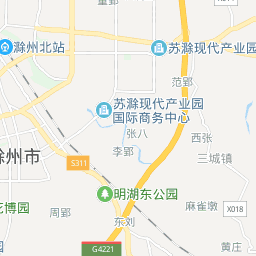 董郢
滁州北站
苏滁现代产业园
范郢
苏滁现代产业园
国际商务中心
张八
西张
李郢
三城镇
滁州市
S311
明湖东公园
麻雀墩
花博园
周郢
X018
东刘
G4221
黄庄